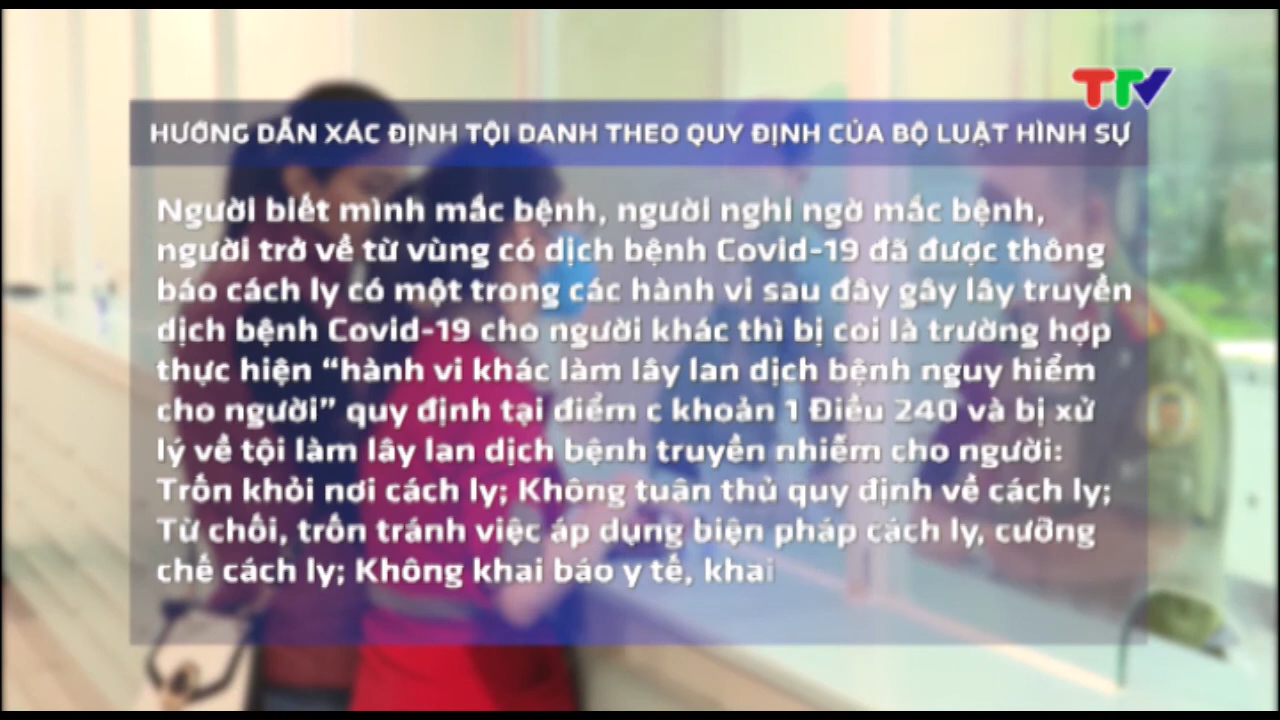 TTV
HƯỚNG DẪN XÁC ĐỊNH TỘI DANH THEO QUY ĐỊNH CỦA BỘ LUẬT HÌNH SỰ
Người biết mình mắc bệnh, người nghi ngờ mắc bệnh,
người trở về từ vùng có dịch bệnh Covid-19 đã được thông
báo cách ly có một trong các hành vi sau đây gây lây truyền
dịch bệnh Covid-19 cho người khác thì bị coi là trường hợp
thực hiện “hành vi khác làm lây lan dịch bệnh nguy hiểm
cho người” quy định tại điểm c khoản 1 Điều 240 và bị xử
lý về tội làm lây lan dịch bệnh truyền nhiễm cho người:
Trốn khỏi nơi cách ly; Không tuân thủ quy định về cách ly;
Từ chối, trốn tránh việc áp dụng biện pháp cách ly, cưỡng
chế cách ly; Không khai báo y tế, khai